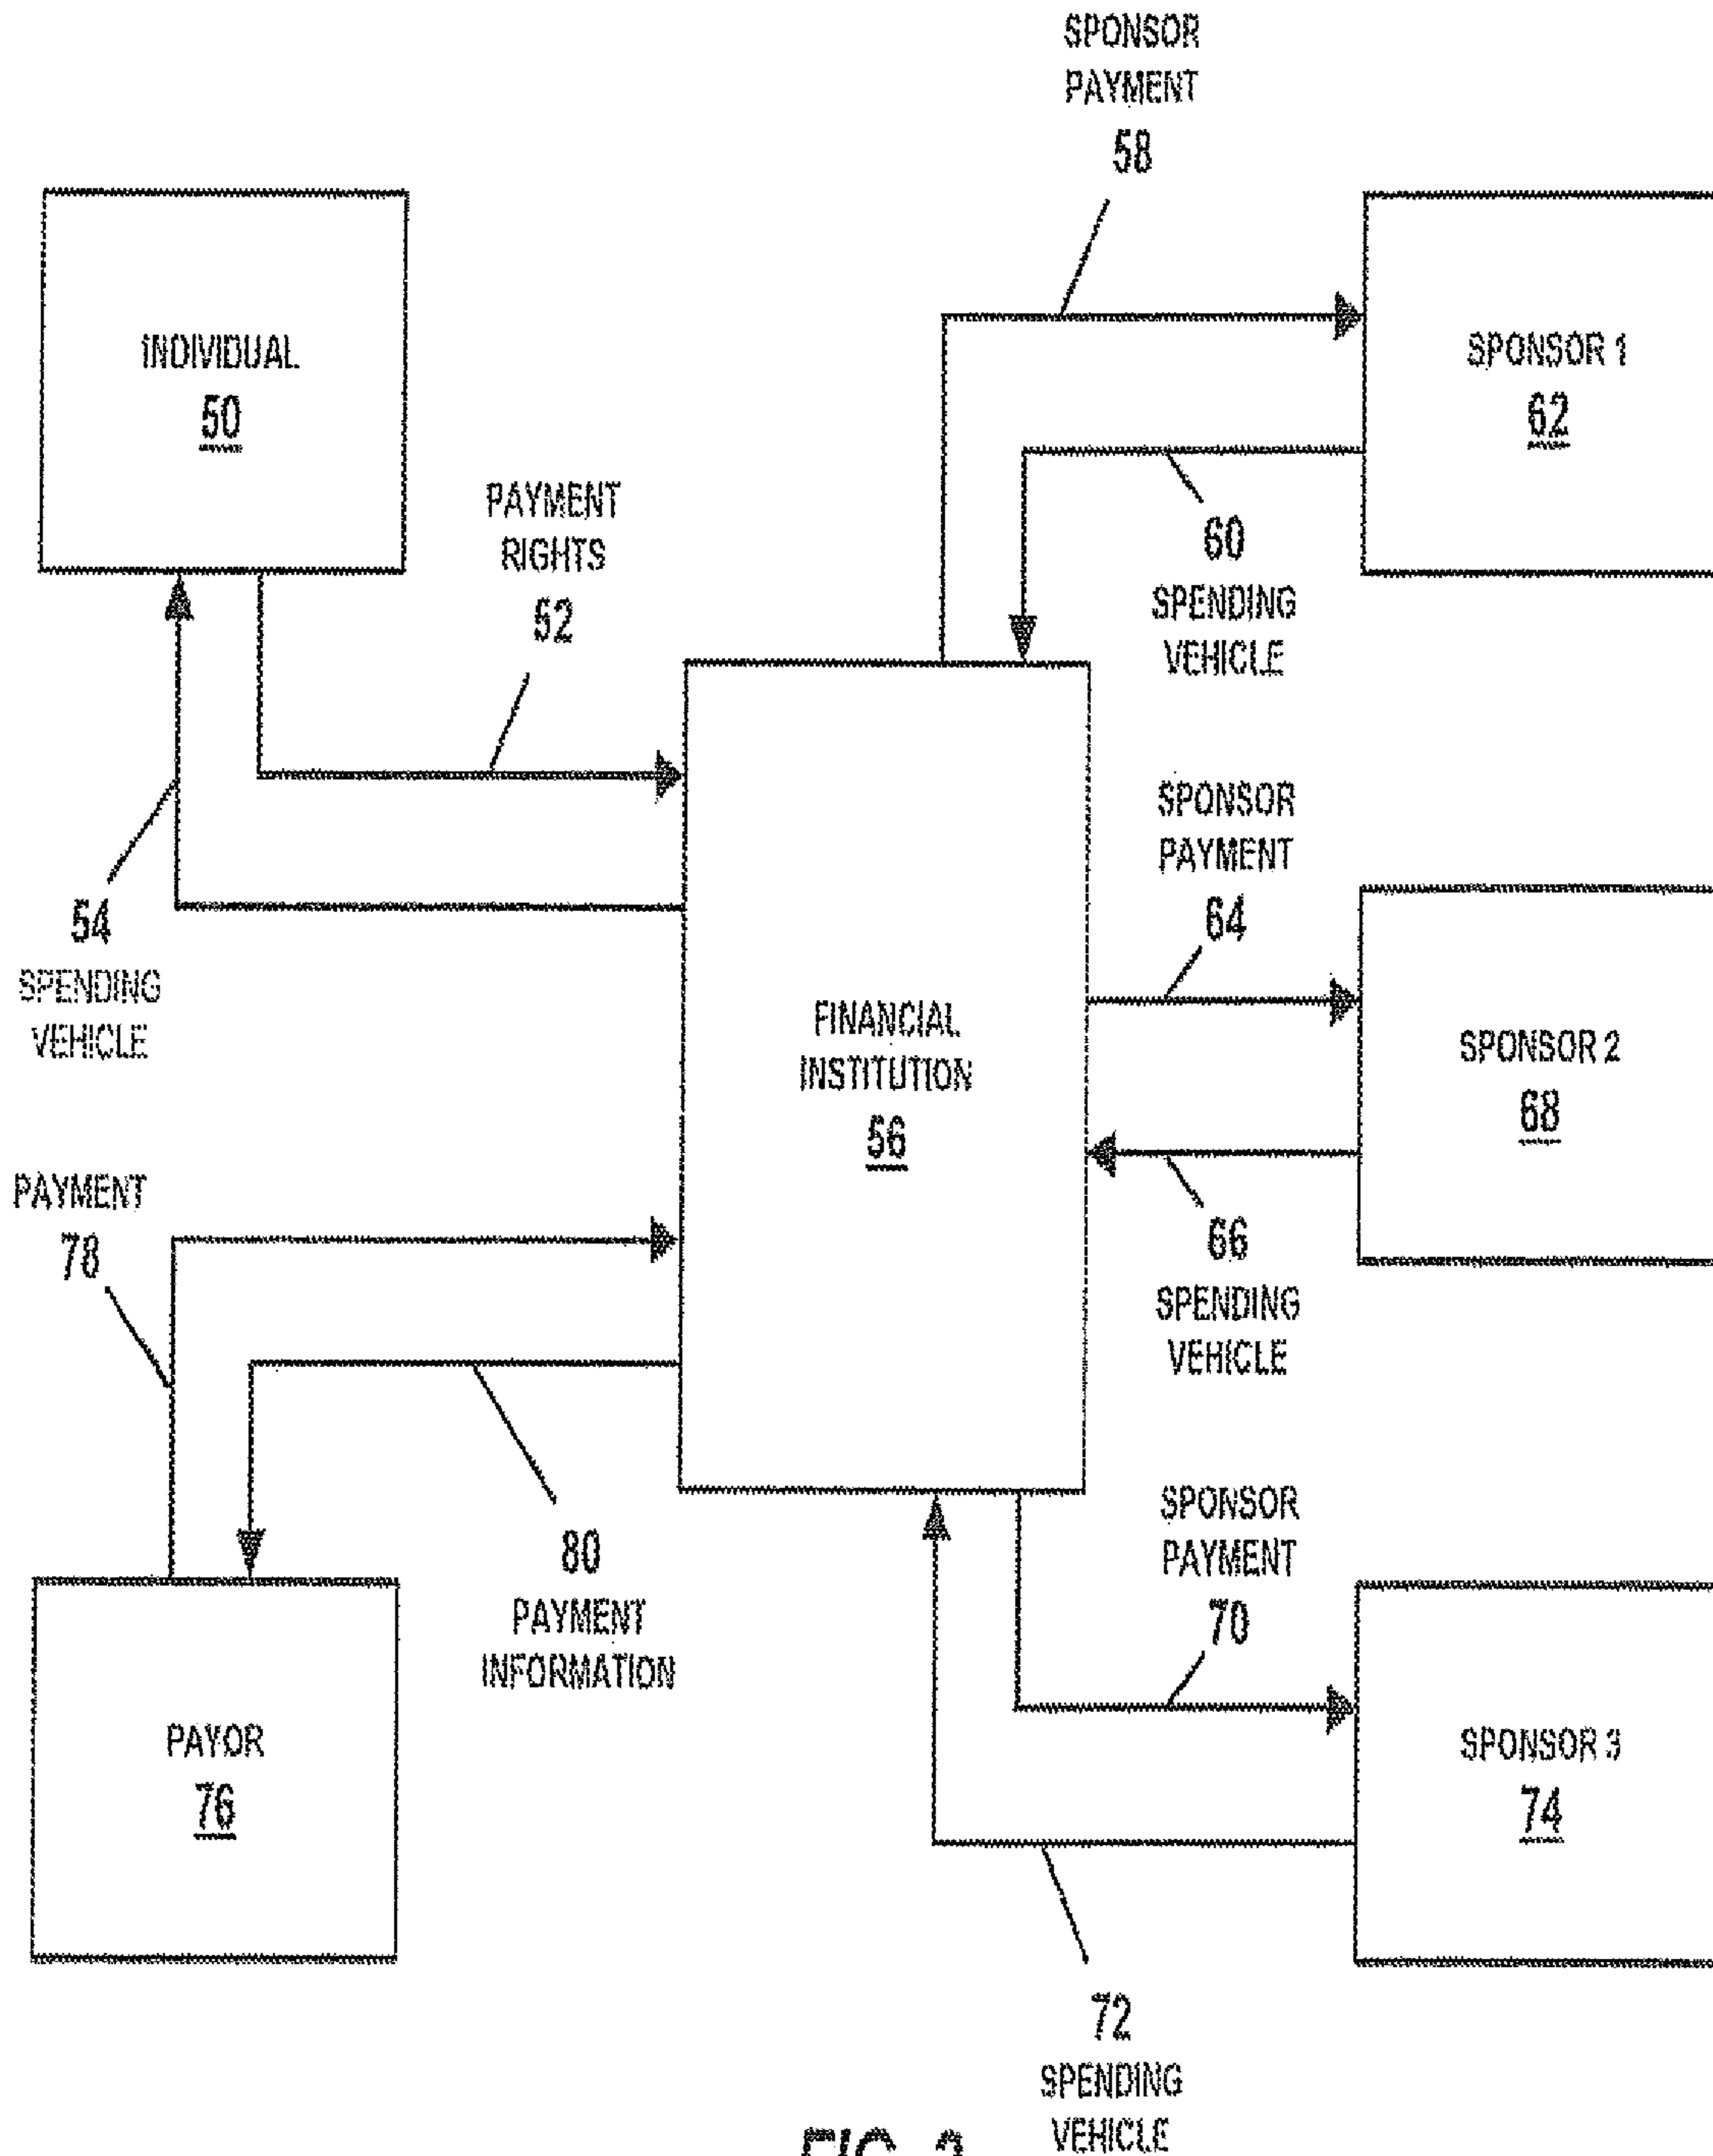 SPONSOR
PAYMENT
58
INDIVIDUAL
50
SPONSOR 1
62
PAYMENT
RIGHTS
52
60
SPENDING
VEHICLE
54
SPENDING
VEHICLE
SPONSOR
PAYMENT
64
FINANCIAL
INSTITUTION
56
SPONSOR 2
68
66
SPENDING
VEHICLE
PAYMENT
78
80
PAYMENT
INFORMATION
SPONSOR
PAYMENT
70
PAYOR
76
SPONSOR 3
74
72
SPENDING
VEHICLE
FIG.